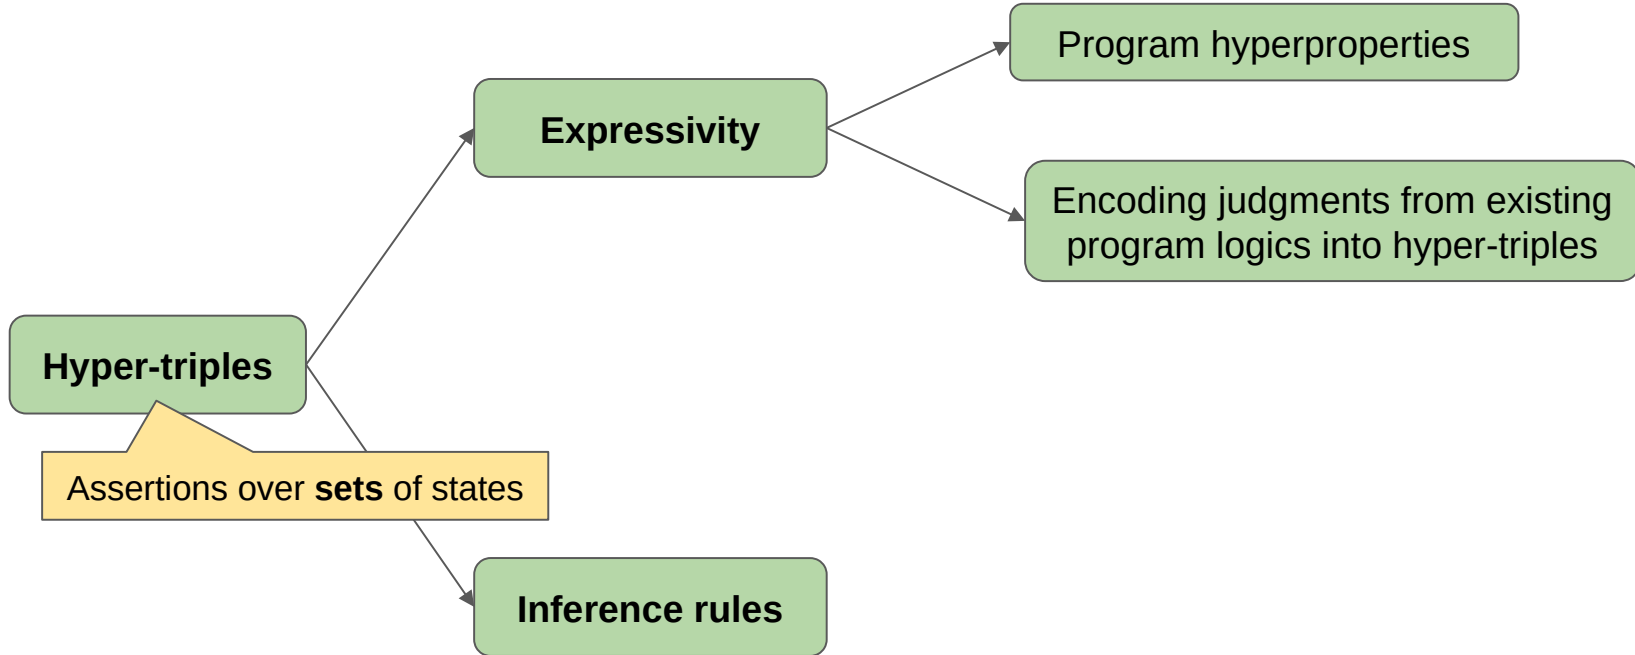 Program hyperproperties
Expressivity
Encoding judgments from existing
program logics into hyper-triples
Hyper-triples
Assertions over sets of states
Inference rules